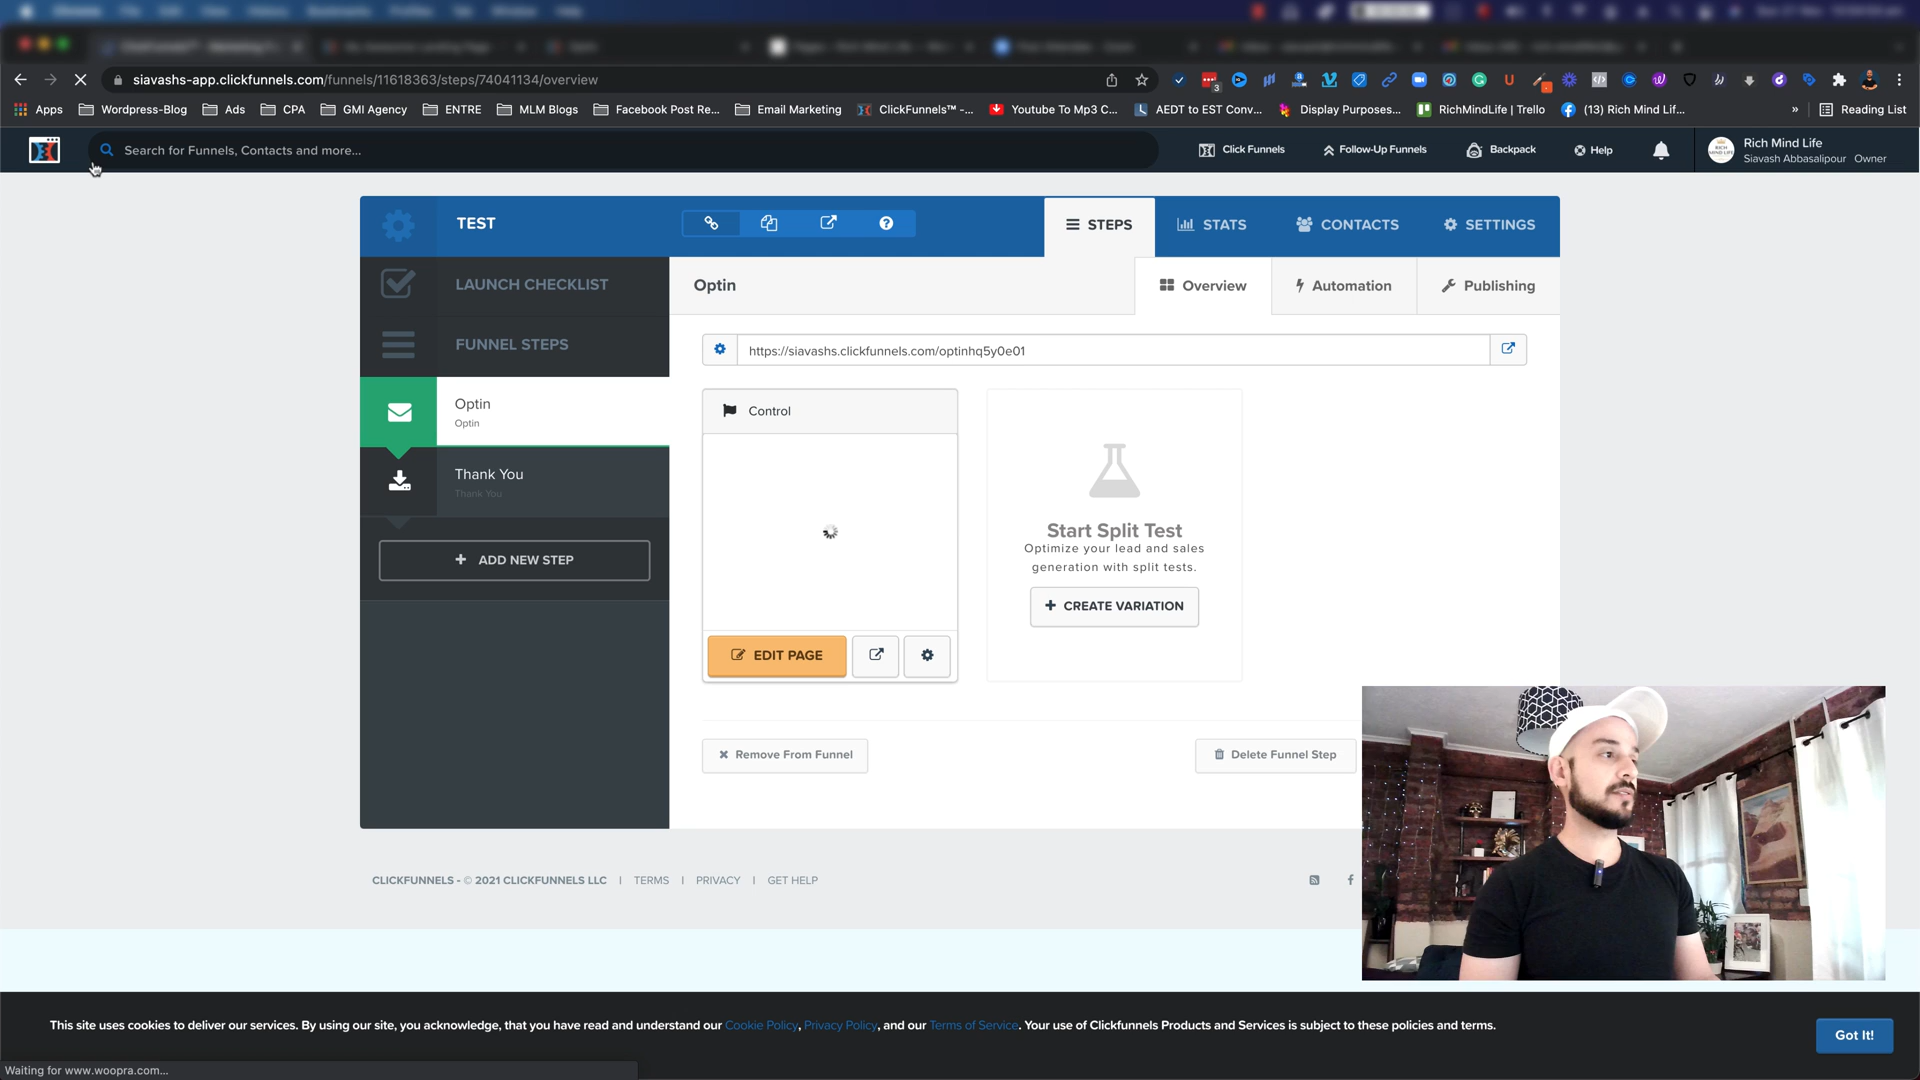 siavashs-app.clickfunnels.com/funnels/11618363/steps/74041134/overview
Apps Wordpress-Blog Ads CPA GMI Agency ENTRE MLM Blogs Facebook Post Re... Email Marketing ClickFunnels™ -... Youtube To Mp3 C... AEDT to EST Conv... Display Purposes... RichMindLife | Trello (13) Rich Mind Lif... » Reading List
Search for Funnels, Contacts and more...
Click Funnels
Follow-Up Funnels
Backpack
Help
Rich Mind Life
Siavash Abbasalipour Owner
TEST
STEPS
STATS
CONTACTS
SETTINGS
LAUNCH CHECKLIST
FUNNEL STEPS
Optin
Optin
Thank You
Thank You
+ ADD NEW STEP
Optin
Overview
Automation
Publishing
https://siavashs.clickfunnels.com/optinhq5y0e01
Control
EDIT PAGE
Start Split Test
Optimize your lead and sales
generation with split tests.
+ CREATE VARIATION
Remove From Funnel
Delete Funnel Step
CLICKFUNNELS - © 2021 CLICKFUNNELS LLC | TERMS | PRIVACY | GET HELP
This site uses cookies to deliver our services. By using our site, you acknowledge, that you have read and understand our Cookie Policy, Privacy Policy, and our Terms of Service. Your use of Clickfunnels Products and Services is subject to these policies and terms.
Got It!
Waiting for www.woopra.com...